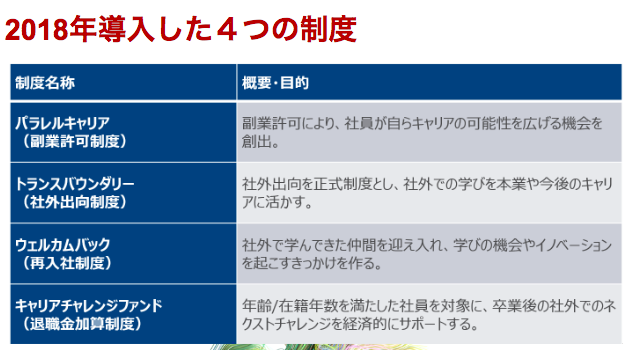 2018年導入した４つの制度
制度名称
概要・目的
パラレルキャリア
（副業許可制度）
副業許可により、社員が自らキャリアの可能性を広げる機会を
創出。
トランスバウンダリー
（社外出向制度）
社外出向を正式制度とし、社外での学びを本業や今後のキャリ
アに活かす。
ウェルカムバック
（再入社制度）
社外で学んできた仲間を迎え入れ、学びの機会やイノベーション
を起こすきっかけを作る。
キャリアチャレンジファンド
（退職金加算制度）
年齢/在籍年数を満たした社員を対象に、卒業後の社外でのネ
クストチャレンジを経済的にサポートする。